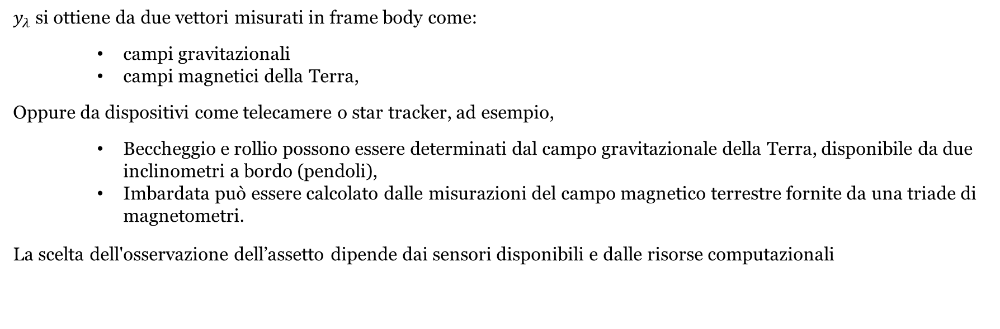 y_λ si ottiene da due vettori misurati in frame body come:
• campi gravitazionali
• campi magnetici della Terra,
Oppure da dispositivi come telecamere o star tracker, ad esempio,
• Beccheggio e rollio possono essere determinati dal campo gravitazionale della Terra, disponibile da due
inclinometri a bordo (pendoli),
• Imbardata può essere calcolato dalle misurazioni del campo magnetico terrestre fornite da una triade di
magnetometri.
La scelta dell'osservazione dell’assetto dipende dai sensori disponibili e dalle risorse computazionali